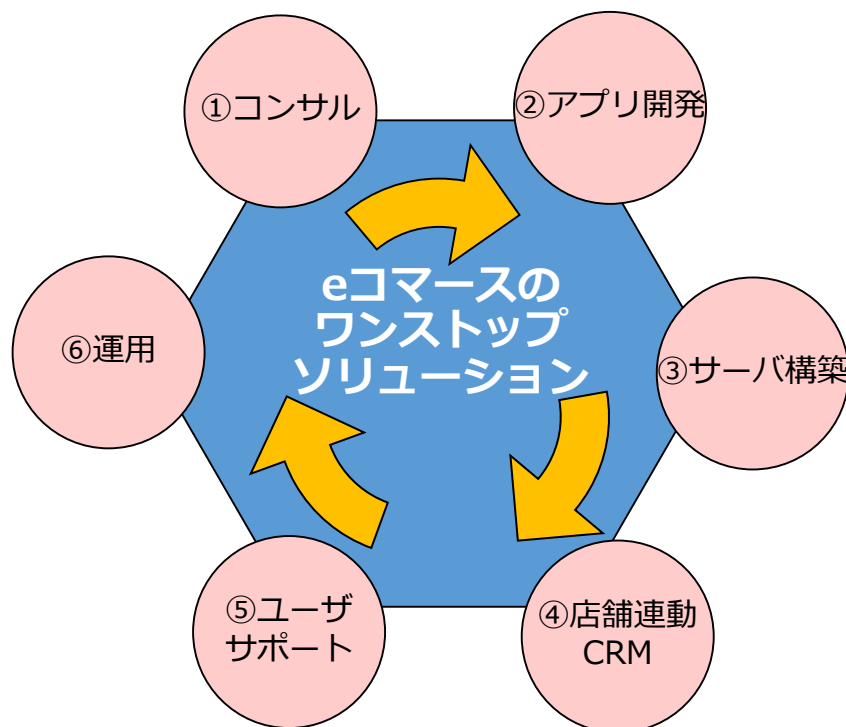 ①コンサル
②アプリ開発
eコマースの
ワンストップ
ソリューション
③サーバ構築
④店舗連動
CRM
⑤ユーザ
サポート
⑥運用